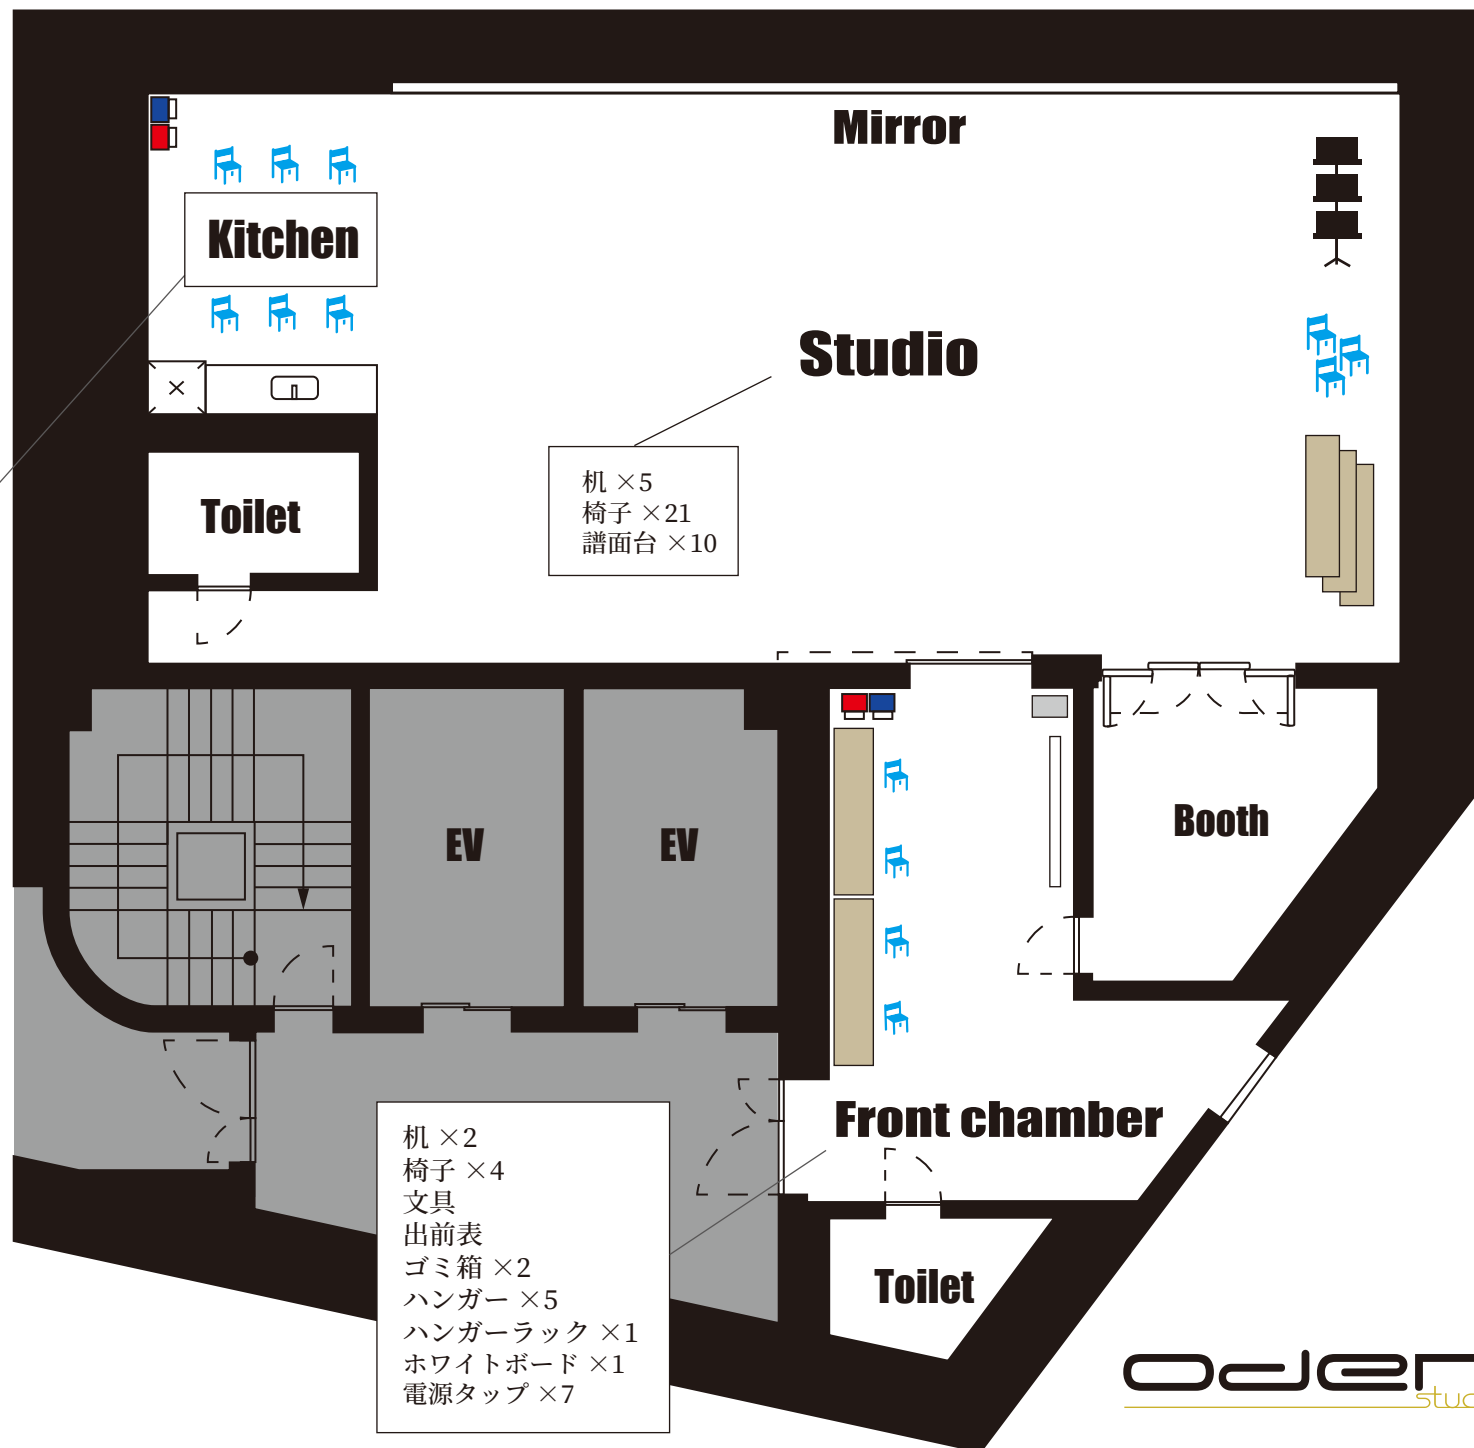 Mirror
Kitchen
Studio
机 ×5
椅子 ×21
譜面台 ×10
Toilet
EV
EV
Booth
Front chamber
机 ×2
椅子 ×4
文具
出前表
ゴミ箱 ×2
ハンガー ×5
ハンガーラック ×1
ホワイトボード ×1
電源タップ ×7
Toilet